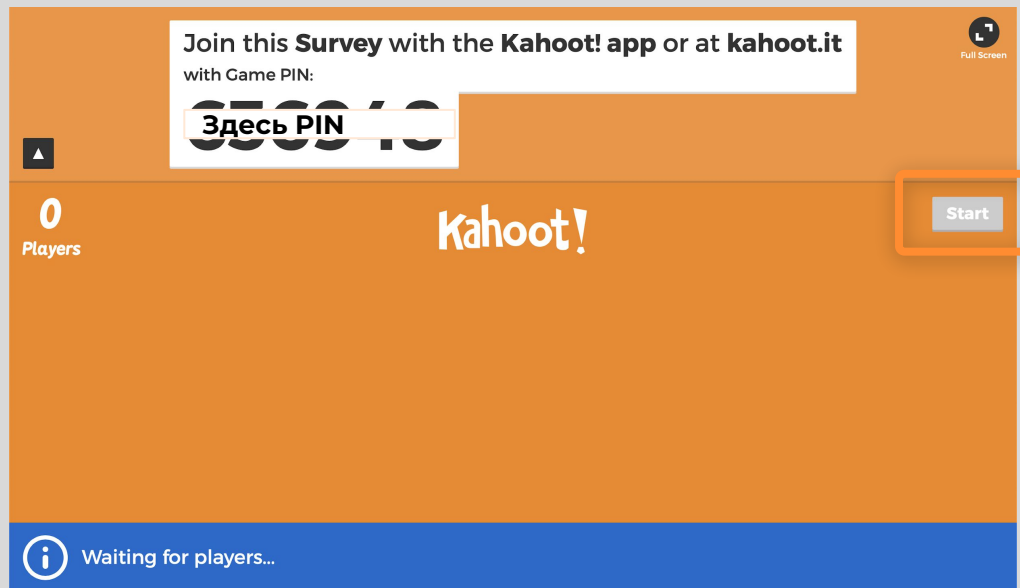 Join this Survey with the Kahoot! app or at kahoot.it
Full Screen
with Game PIN:
Здесь PIN
▲
0
Players
Kahoot!
Start
Waiting for players...